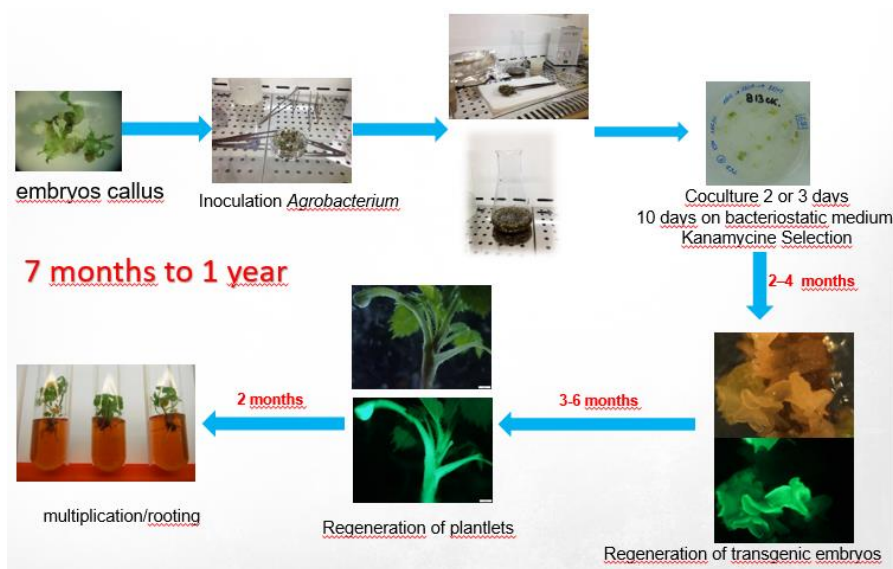 embryos callus
Inoculation Agrobacterium
B13 CK.
Coculture 2 or 3 days
10 days on bacteriostatic medium
Kanamycine Selection
7 months to 1 year
2–4 months
2 months
3-6 months
multiplication/rooting
Regeneration of plantlets
Regeneration of transgenic embryos